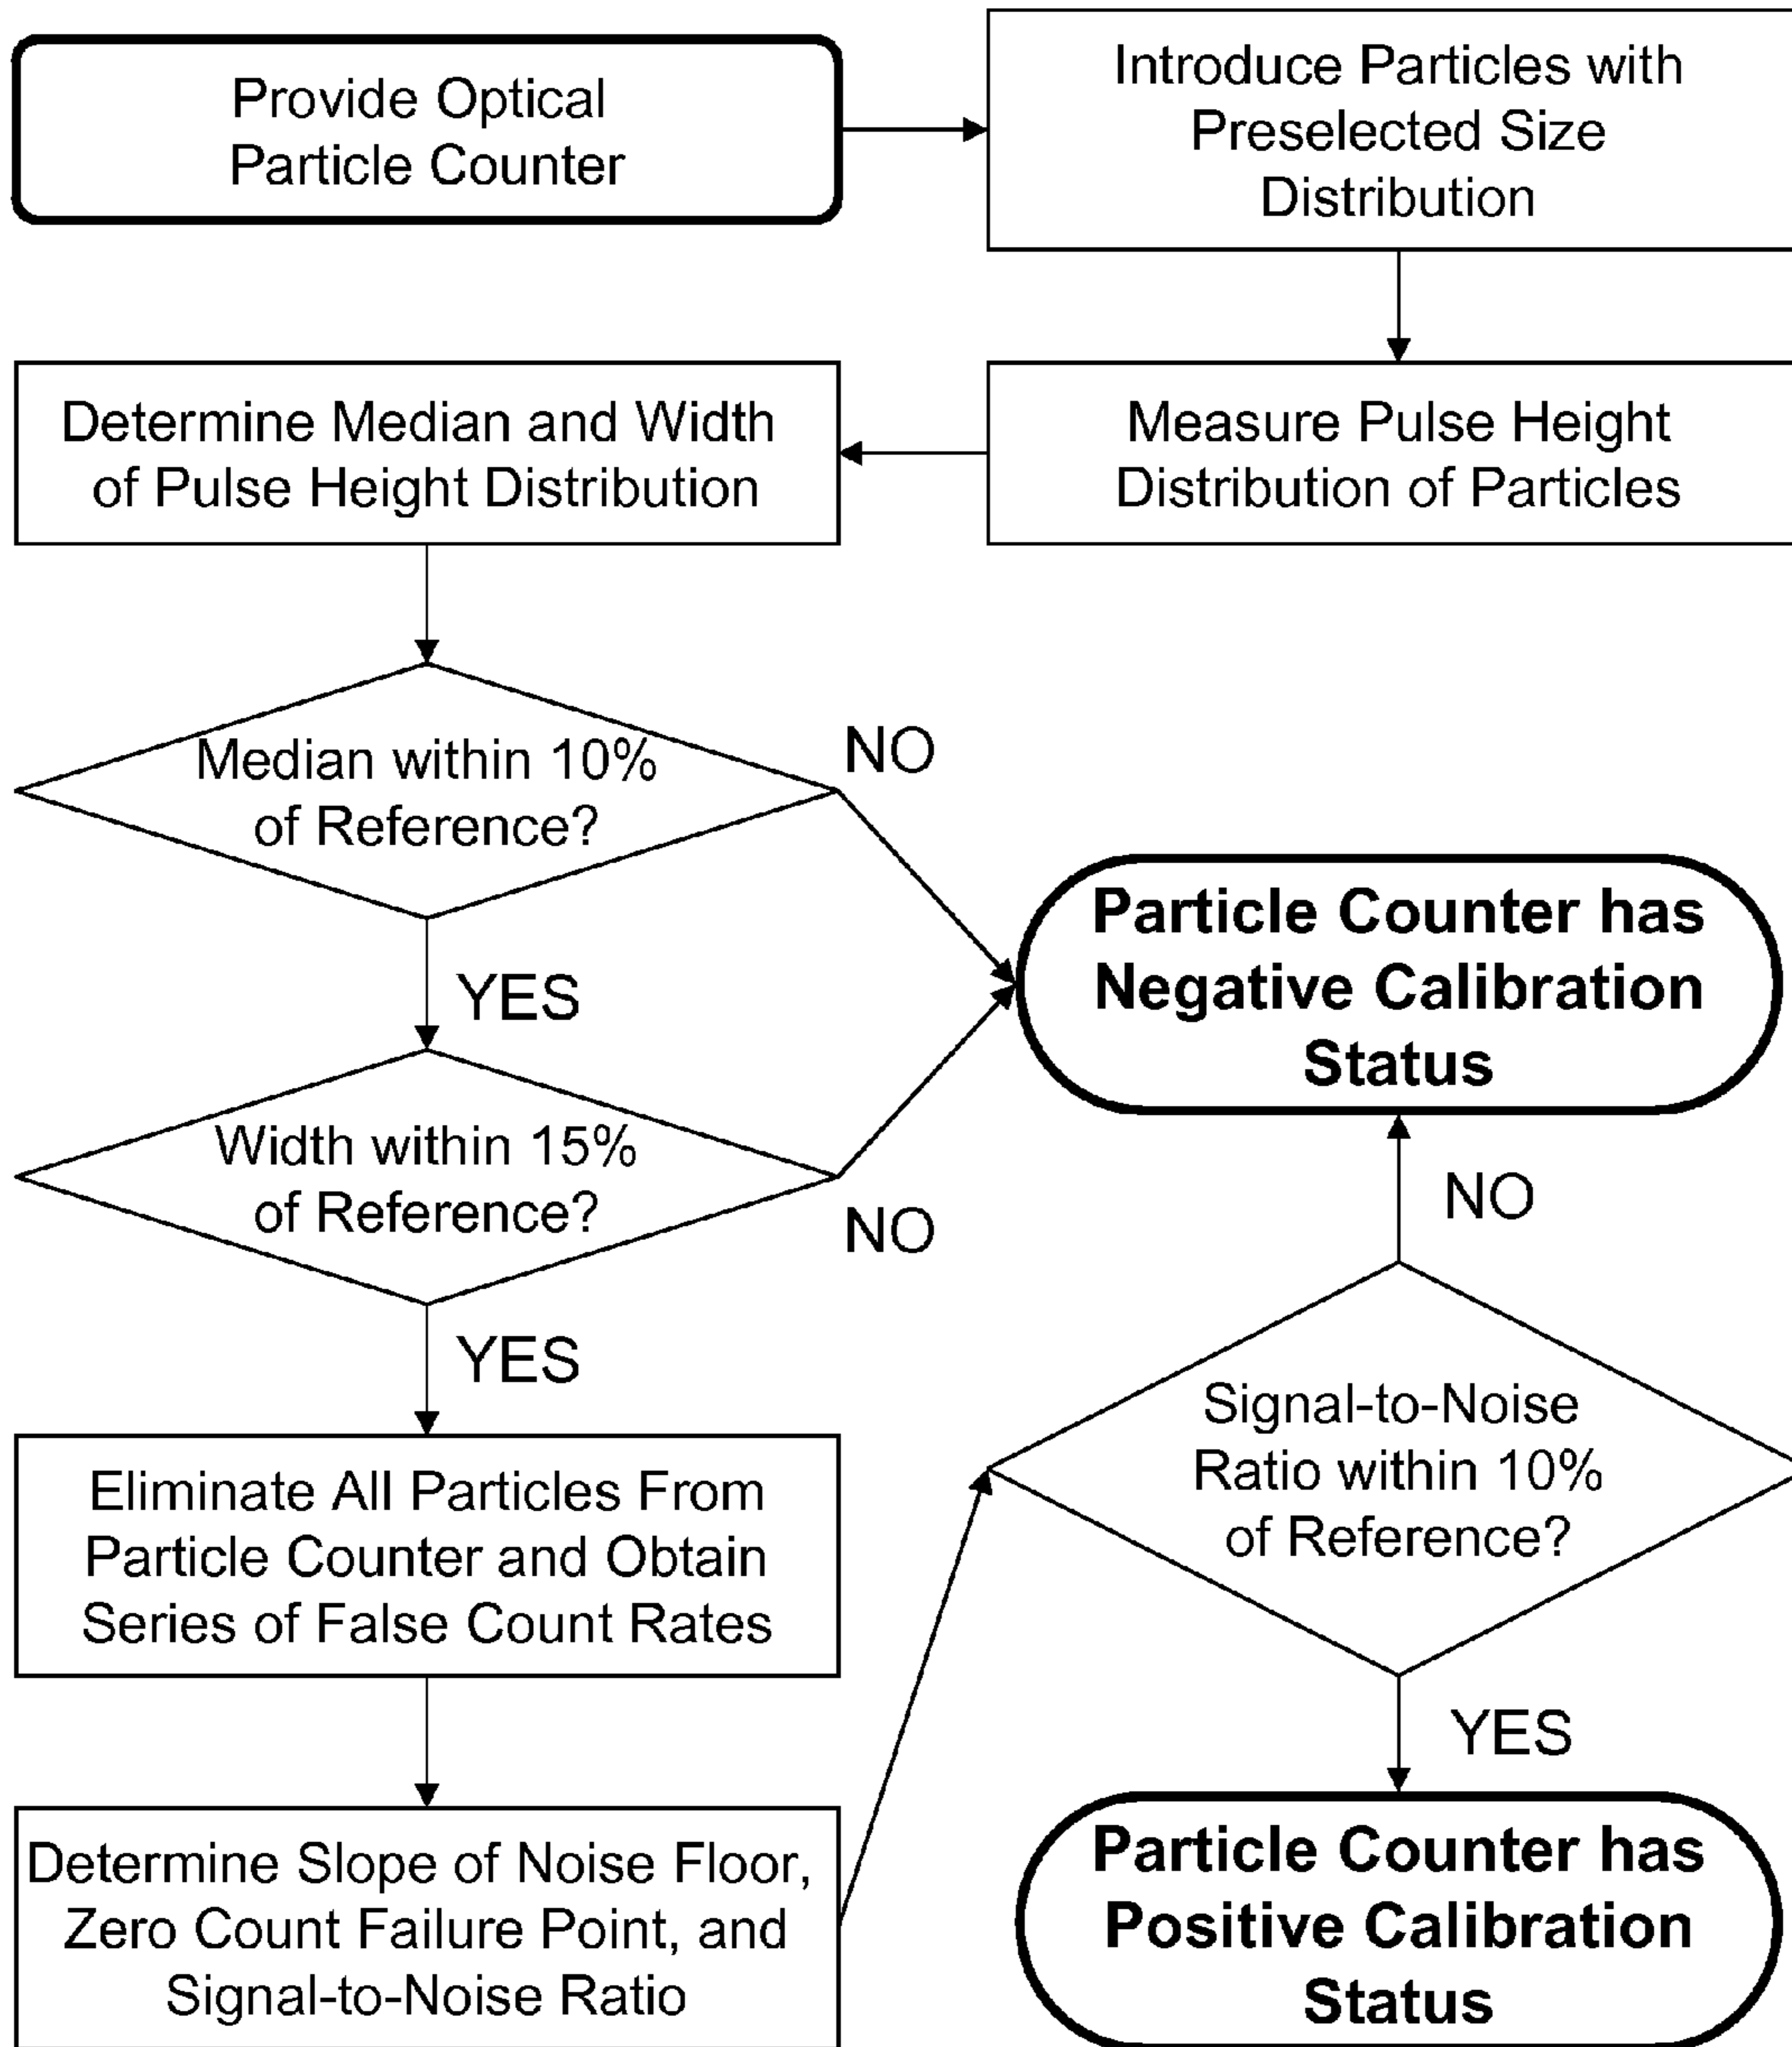 Provide Optical
Particle Counter
Introduce Particles with
Preselected Size
Distribution
Measure Pulse Height
Distribution of Particles
Determine Median and Width
of Pulse Height Distribution
Median within 10%
of Reference?
NO
YES
Width within 15%
of Reference?
NO
YES
Eliminate All Particles From
Particle Counter and Obtain
Series of False Count Rates
Determine Slope of Noise Floor,
Zero Count Failure Point, and
Signal-to-Noise Ratio
Signal-to-Noise
Ratio within 10%
of Reference?
NO
Particle Counter has
Negative Calibration
Status
YES
Particle Counter has
Positive Calibration
Status